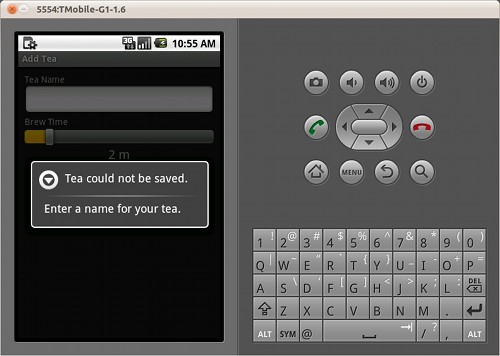 5554:TMobile-G1-1.6
3G
10:55 AM
Add Tea
Tea Name
Brew Time
2 m
Tea could not be saved.
Enter a name for your tea.
MENU
1 ! 2 @ 3 # 4 $ 5 % 6 ^ 7 & 8 * 9 ( 0 )
Q | W ~ E " R ` T { Y } U _ I - O + P =
A S \ D ' F [ G ] H < J > K ; L : DEL
Z X C V B N M .
ALT SYM @ / ? , ALT